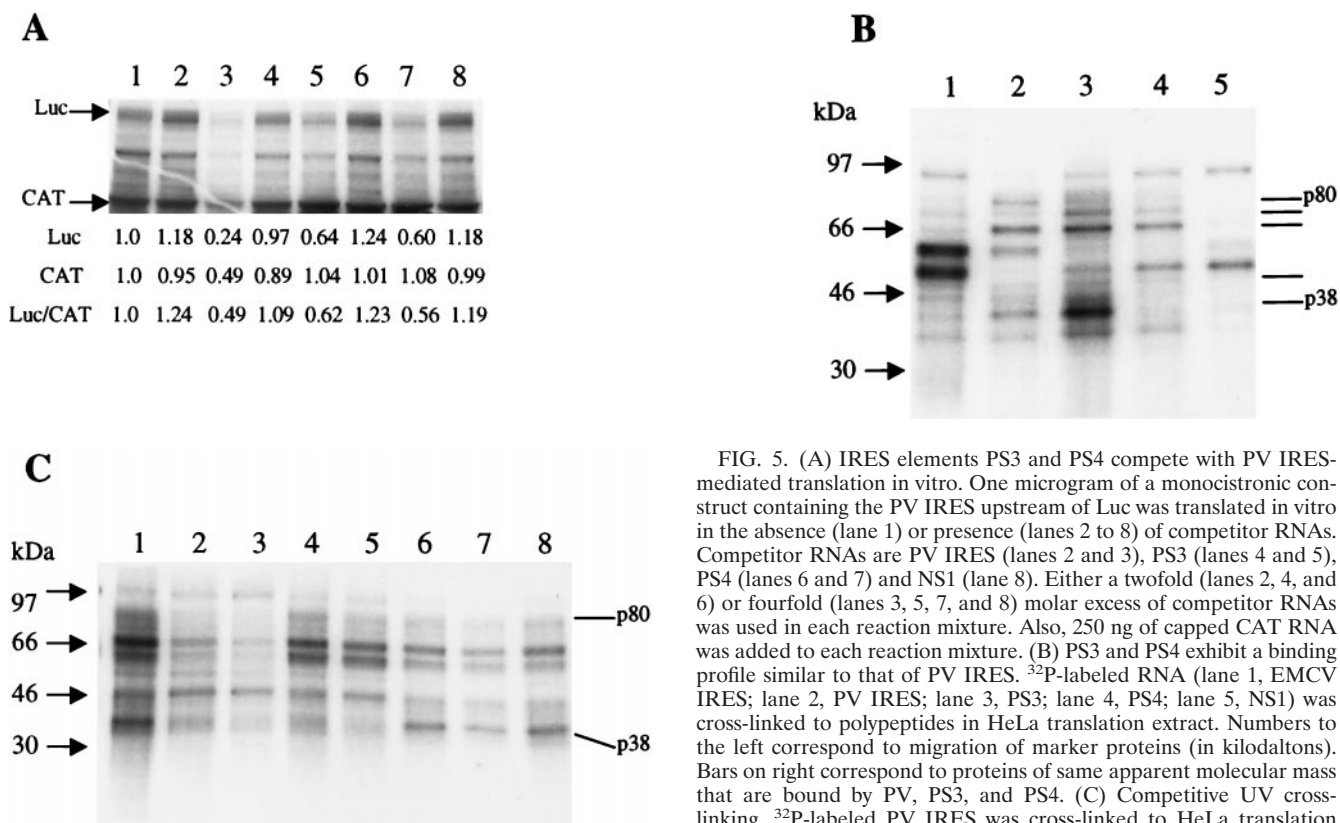 A
1 2 3 4 5 6 7 8
Luc
CAT
Luc 1.0 1.18 0.24 0.97 0.64 1.24 0.60 1.18
CAT 1.0 0.95 0.49 0.89 1.04 1.01 1.08 0.99
Luc/CAT 1.0 1.24 0.49 1.09 0.62 1.23 0.56 1.19
B
1 2 3 4 5
kDa
97
66
46
30
p80
p38
C
1 2 3 4 5 6 7 8
kDa
97
66
46
30
p80
p38
FIG. 5. (A) IRES elements PS3 and PS4 compete with PV IRES-
mediated translation in vitro. One microgram of a monocistronic con-
struct containing the PV IRES upstream of Luc was translated in vitro
in the absence (lane 1) or presence (lanes 2 to 8) of competitor RNAs.
Competitor RNAs are PV IRES (lanes 2 and 3), PS3 (lanes 4 and 5),
PS4 (lanes 6 and 7) and NS1 (lane 8). Either a twofold (lanes 2, 4, and
6) or fourfold (lanes 3, 5, 7, and 8) molar excess of competitor RNAs
was used in each reaction mixture. Also, 250 ng of capped CAT RNA
was added to each reaction mixture. (B) PS3 and PS4 exhibit a binding
profile similar to that of PV IRES. ³²P-labeled RNA (lane 1, EMCV
IRES; lane 2, PV IRES; lane 3, PS3; lane 4, PS4; lane 5, NS1) was
cross-linked to polypeptides in HeLa translation extract. Numbers to
the left correspond to migration of marker proteins (in kilodaltons).
Bars on right correspond to proteins of same apparent molecular mass
that are bound by PV, PS3, and PS4. (C) Competitive UV cross-
linking. ³²P-labeled PV IRES was cross-linked to HeLa translation